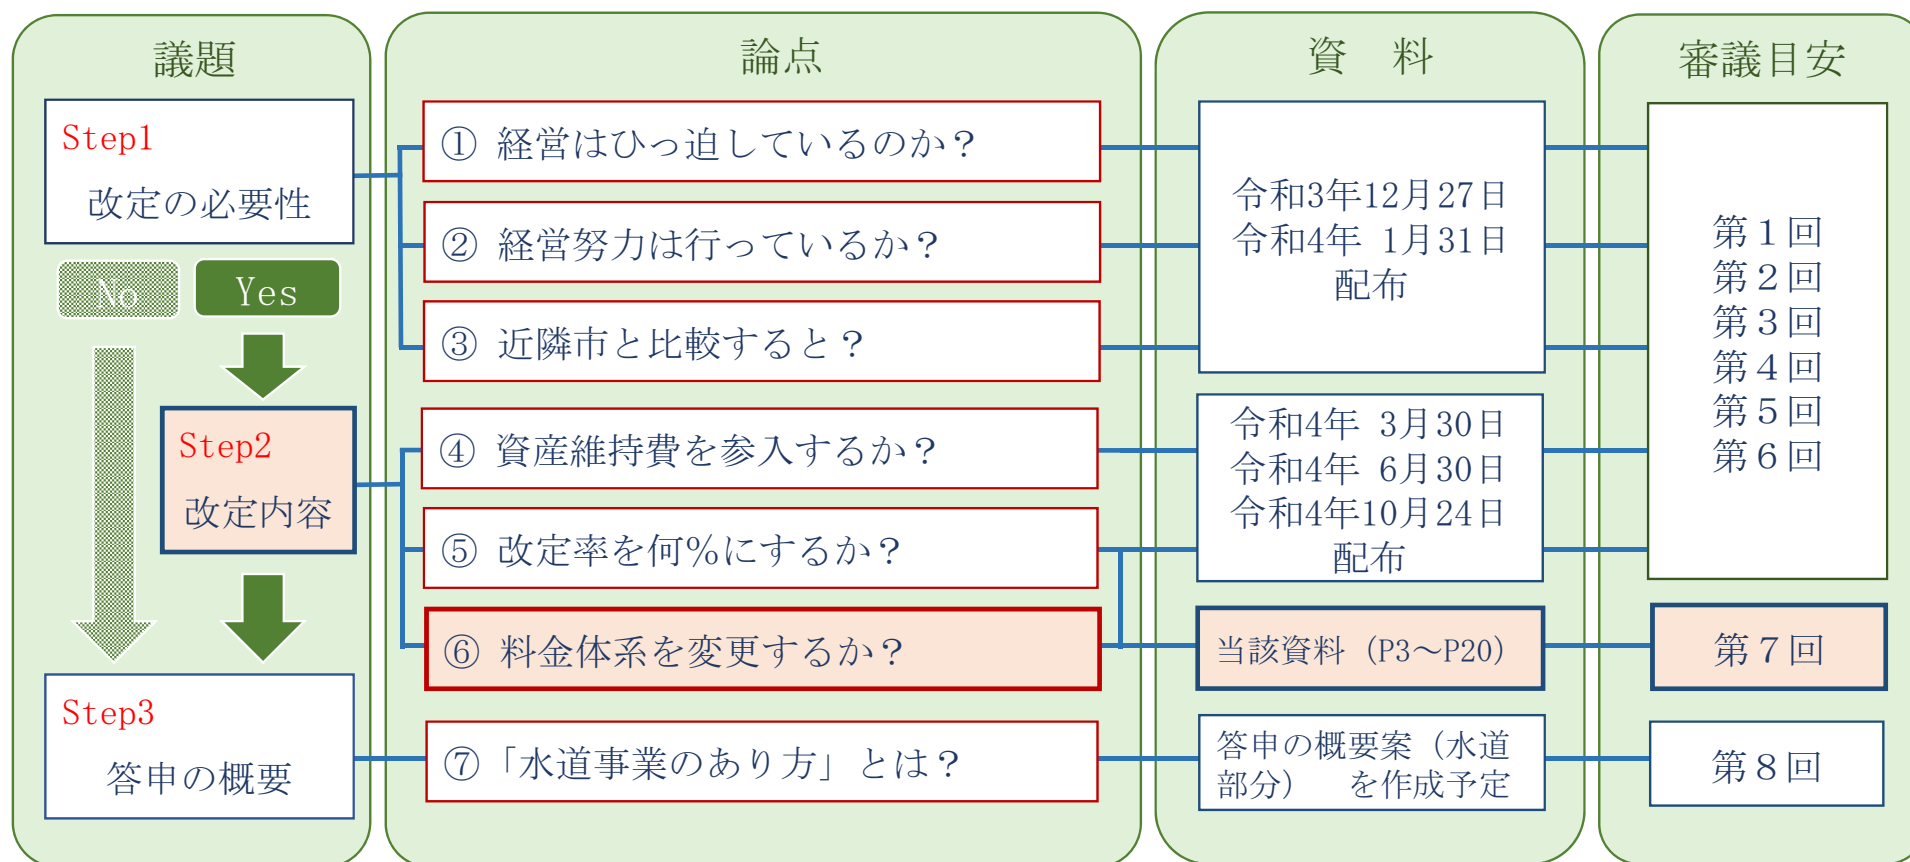 議題
論点
資　料
審議目安
Step1
改定の必要性
No
Yes
Step2
改定内容
Step3
答申の概要
① 経営はひっ迫しているのか？
② 経営努力は行っているか？
③ 近隣市と比較すると？
④ 資産維持費を参入するか？
⑤ 改定率を何％にするか？
⑥ 料金体系を変更するか？
⑦「水道事業のあり方」とは？
令和3年12月27日
令和4年 1月31日
配布
令和4年 3月30日
令和4年 6月30日
令和4年10月24日
配布
当該資料（P3～P20）
答申の概要案（水道
部分）　を作成予定
第１回
第２回
第３回
第４回
第５回
第６回
第７回
第８回